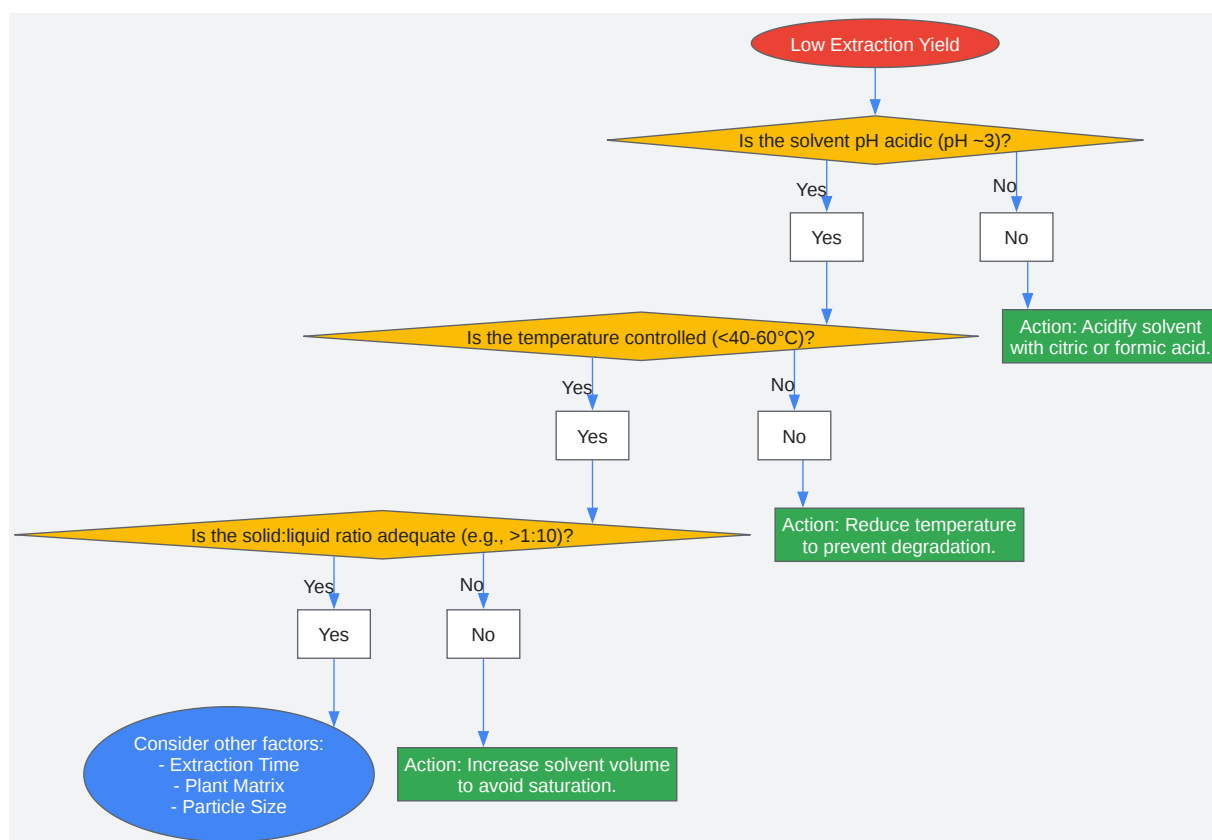 Low Extraction Yield
Is the solvent pH acidic (pH ~3)?
Yes
No
Yes
No
Is the temperature controlled (<40-60°C)?
Action: Acidify solvent
with citric or formic acid.
Yes
No
Yes
No
Is the solid:liquid ratio adequate (e.g., >1:10)?
Action: Reduce temperature
to prevent degradation.
Yes
No
Yes
No
Consider other factors:
- Extraction Time
- Plant Matrix
- Particle Size
Action: Increase solvent volume
to avoid saturation.